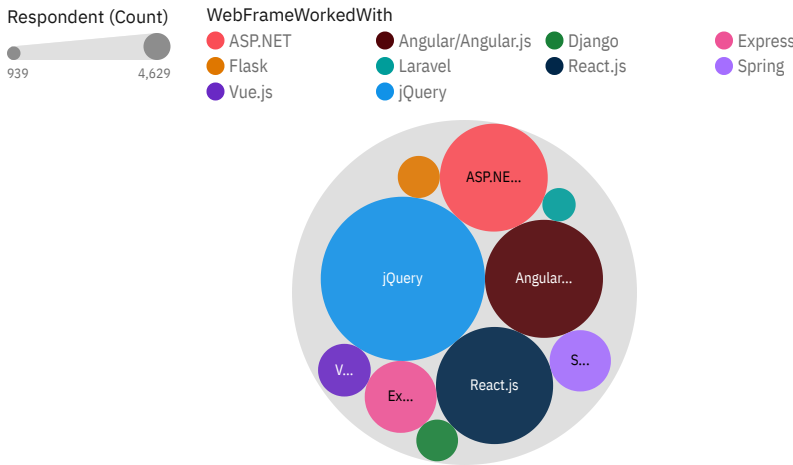 Respondent (Count)
939 4,629
WebFrameWorkedWith
ASP.NET Angular/Angular.js Django Express
Flask Laravel React.js Spring
Vue.js jQuery
ASP.NE...
jQuery
Angular...
S...
V...
React.js
Ex...